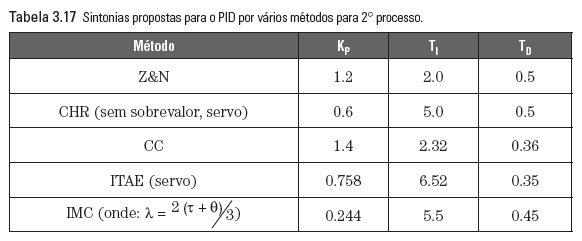 Tabela 3.17 Sintonias propostas para o PID por vários métodos para 2° processo.
Método K_P T_I T_D
Z&N 1.2 2.0 0.5
CHR (sem sobrevalor, servo) 0.6 5.0 0.5
CC 1.4 2.32 0.36
ITAE (servo) 0.758 6.52 0.35
IMC (onde: λ = 2 (τ + θ)/3) 0.244 5.5 0.45